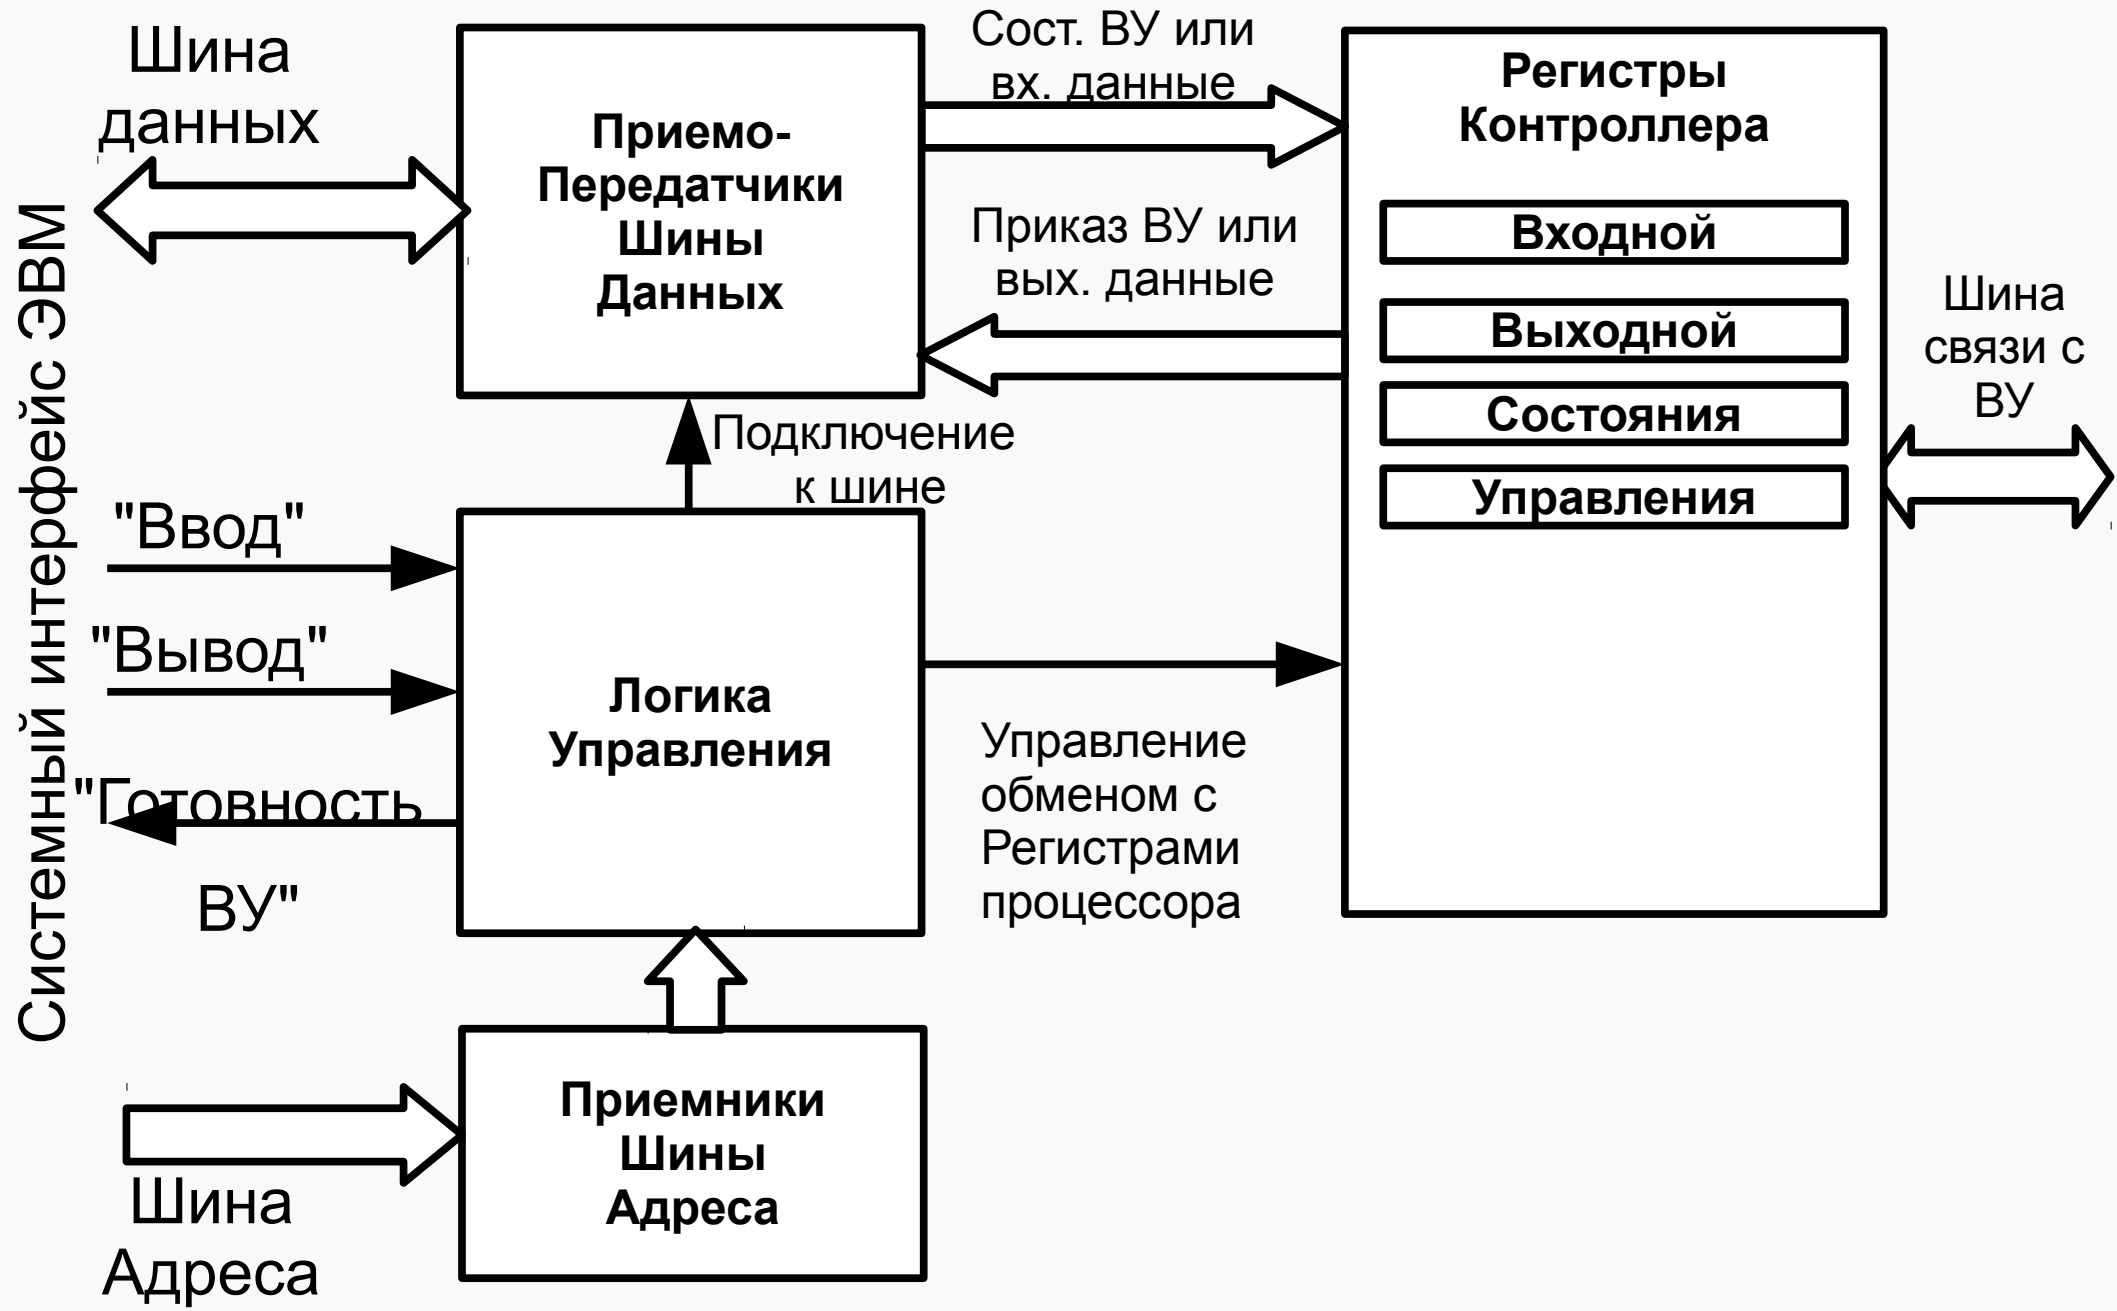 Системный интерфейс ЭВМ
Шина
данных
Приемо-
Передатчики
Шины
Данных
Сост. ВУ или
вх. данные
Приказ ВУ или
вых. данные
Регистры
Контроллера
Входной
Выходной
Состояния
Управления
Шина
связи с
ВУ
Подключение
к шине
"Ввод"
"Вывод"
"Готовность
ВУ"
Логика
Управления
Управление
обменом с
Регистрами
процессора
Приемники
Шины
Адреса
Шина
Адреса